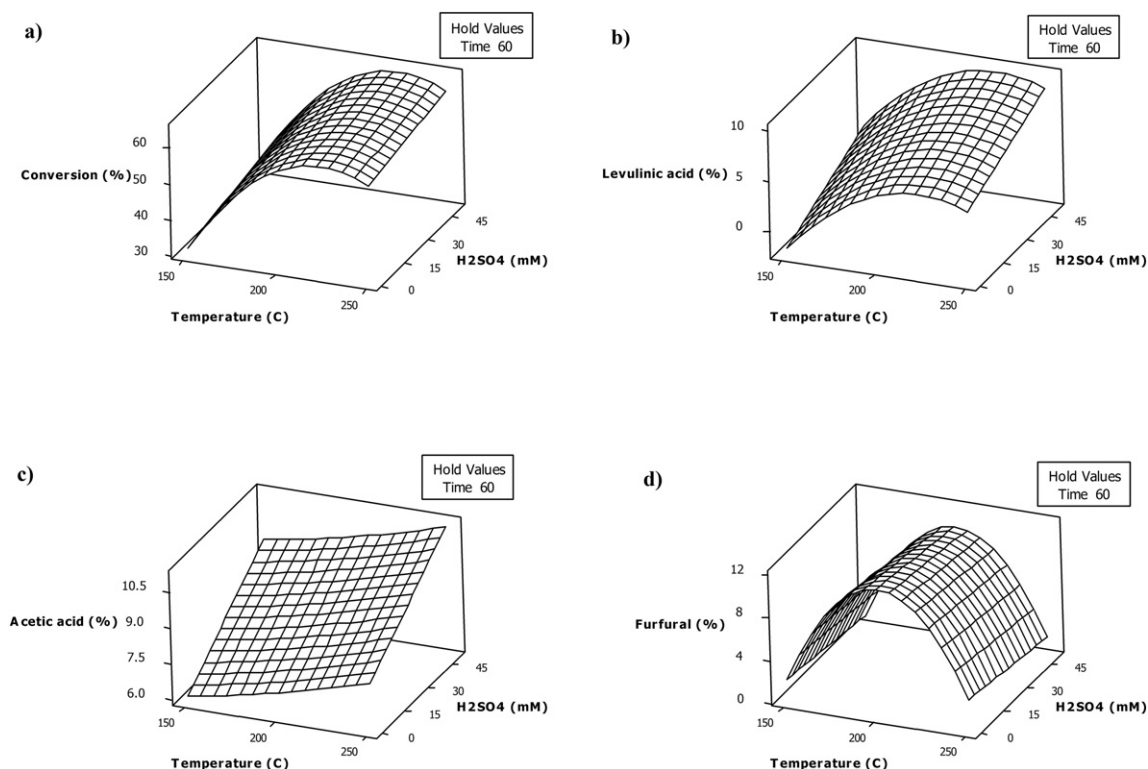 a)
Hold Values
Time 60
Conversion (%)
60
50
40
30
150
200
250
Temperature (C)
0
15
30
45
H2SO4 (mM)
b)
Hold Values
Time 60
Levulinic acid (%)
10
5
0
150
200
250
Temperature (C)
0
15
30
45
H2SO4 (mM)
c)
Hold Values
Time 60
Acetic acid (%)
10.5
9.0
7.5
6.0
150
200
250
Temperature (C)
0
15
30
45
H2SO4 (mM)
d)
Hold Values
Time 60
Furfural (%)
12
8
4
0
150
200
250
Temperature (C)
0
15
30
45
H2SO4 (mM)